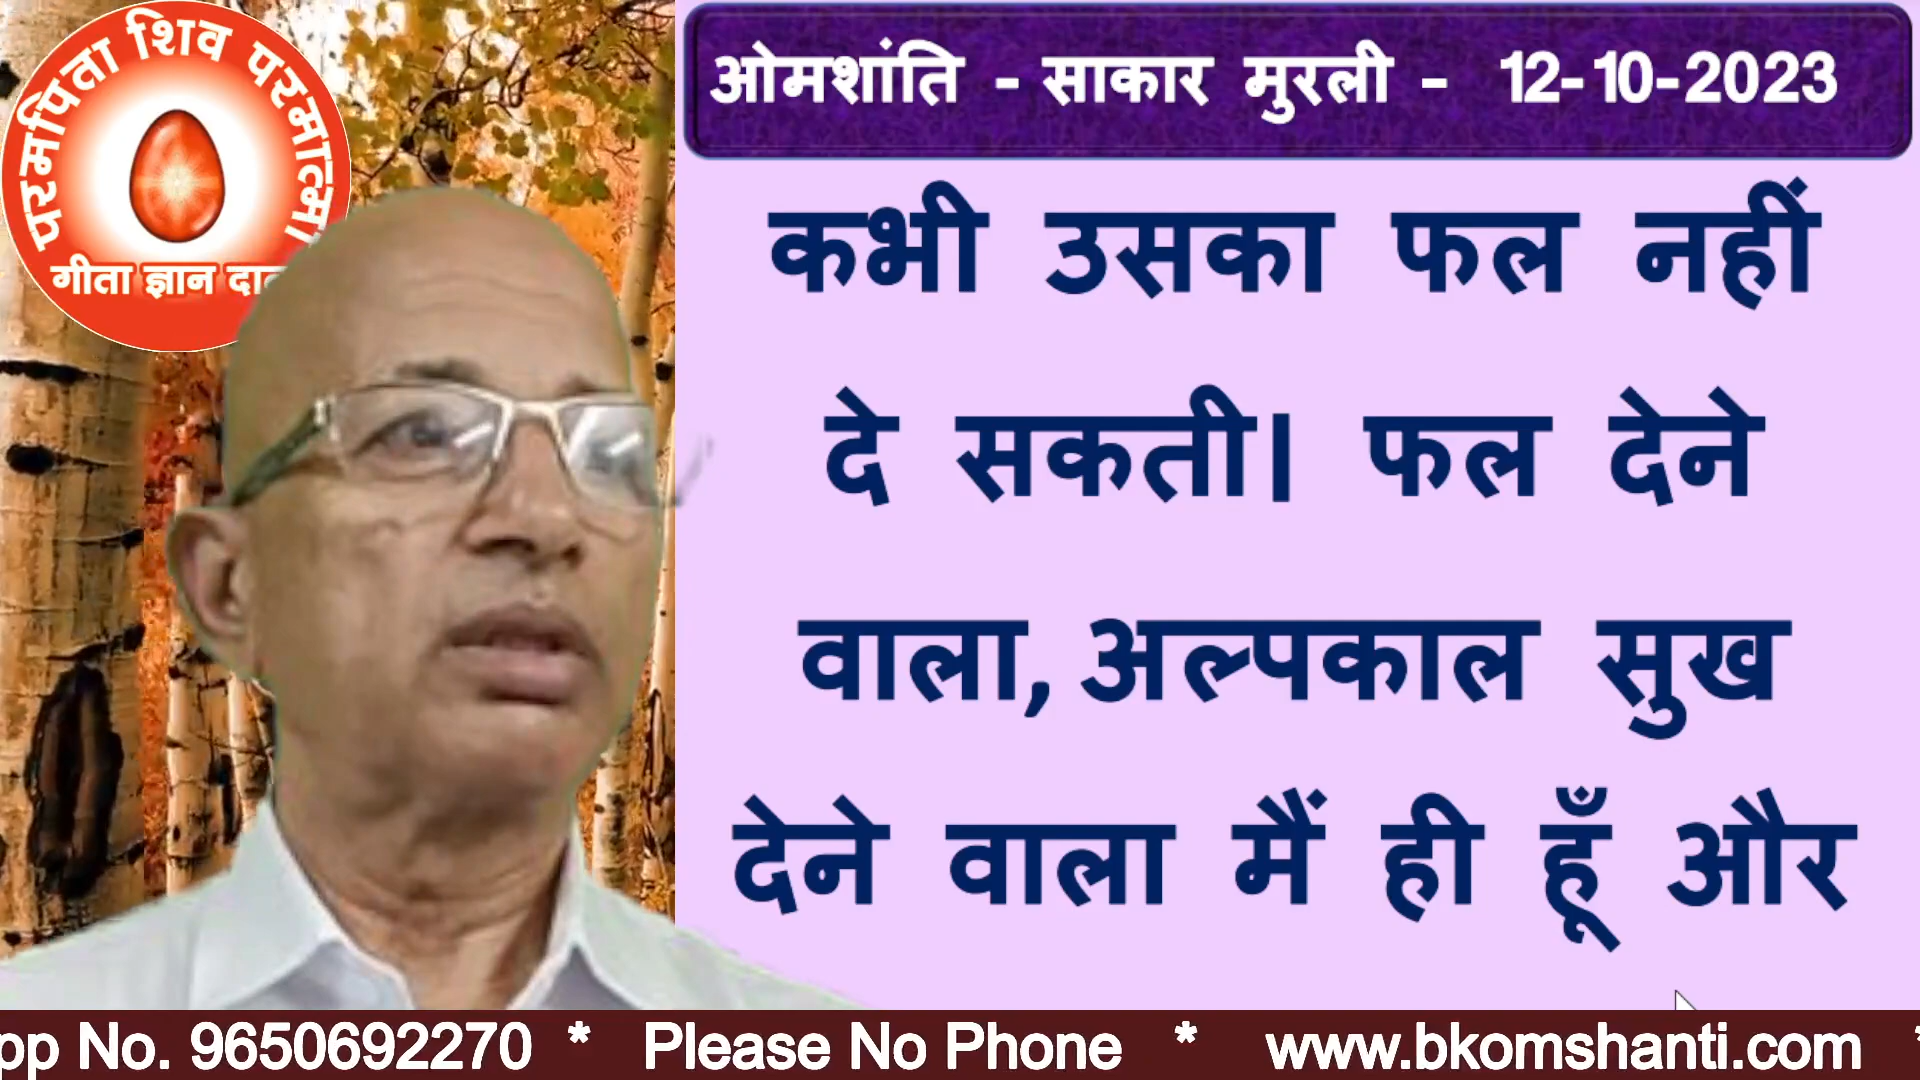 परमपिता शिव परमात्मा
गीता ज्ञान
ओमशांति - साकार मुरली - 12-10-2023
कभी उसका फल नहीं
दे सकती। फल देने
वाला, अल्पकाल सुख
देने वाला मैं ही हूँ और
pp No. 9650692270 * Please No Phone * www.bkomshanti.com